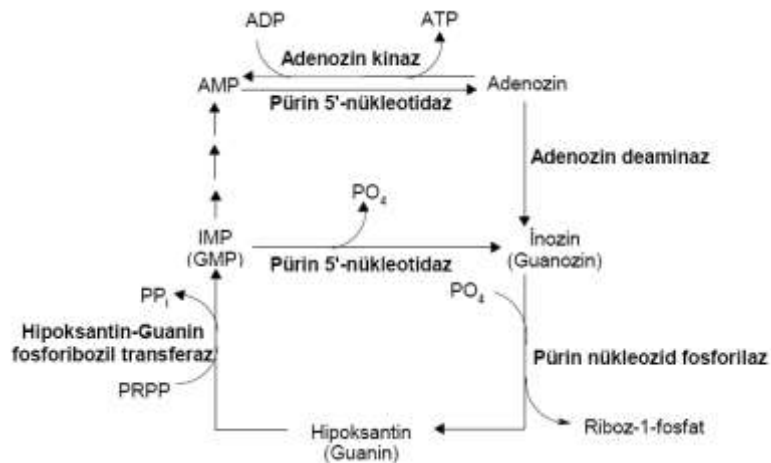 ADP
ATP
Adenozin kinaz
AMP
Adenozin
Pürin 5'-nükleotidaz
Adenozin deaminaz
PO4
IMP
(GMP)
İnozin
(Guanozin)
Pürin 5'-nükleotidaz
PPi
PO4
Hipoksantin-Guanin
fosforibozil transferaz
Pürin nükleozid fosforilaz
PRPP
Hipoksantin
(Guanin)
Riboz-1-fosfat